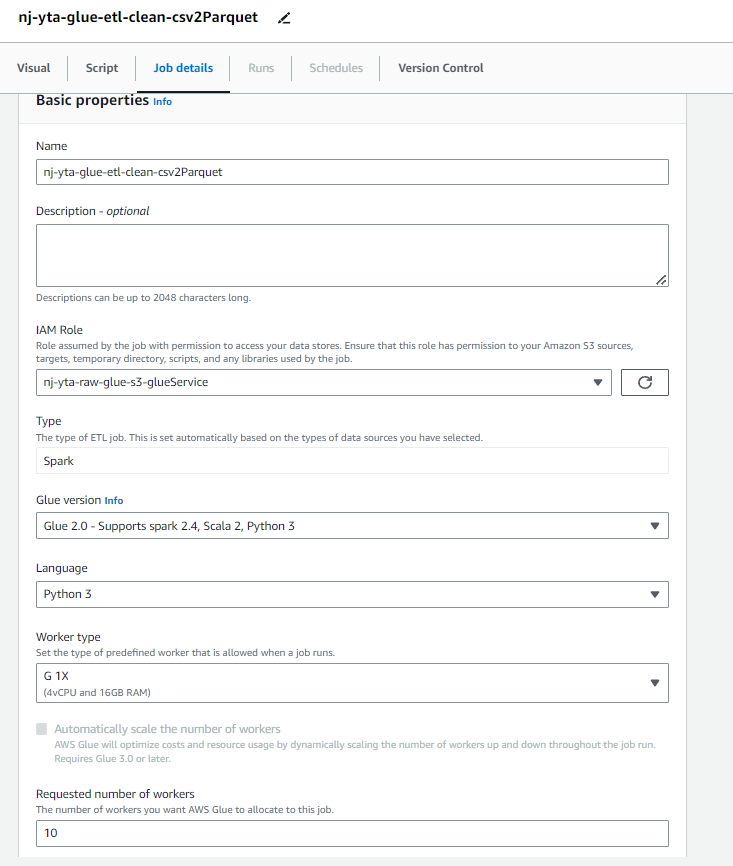 nj-yta-glue-etl-clean-csv2Parquet
Visual
Script
Job details
Runs
Schedules
Version Control
Basic properties Info
Name
nj-yta-glue-etl-clean-csv2Parquet
Description - optional
Descriptions can be up to 2048 characters long.
IAM Role
Role assumed by the job with permission to access your data stores. Ensure that this role has permission to your Amazon S3 sources,
targets, temporary directory, scripts, and any libraries used by the job.
nj-yta-raw-glue-s3-glueService
Type
The type of ETL job. This is set automatically based on the types of data sources you have selected.
Spark
Glue version Info
Glue 2.0 - Supports spark 2.4, Scala 2, Python 3
Language
Python 3
Worker type
Set the type of predefined worker that is allowed when a job runs.
G 1X
(4vCPU and 16GB RAM)
Automatically scale the number of workers
AWS Glue will optimize costs and resource usage by dynamically scaling the number of workers up and down throughout the job run.
Requires Glue 3.0 or later.
Requested number of workers
The number of workers you want AWS Glue to allocate to this job.
10